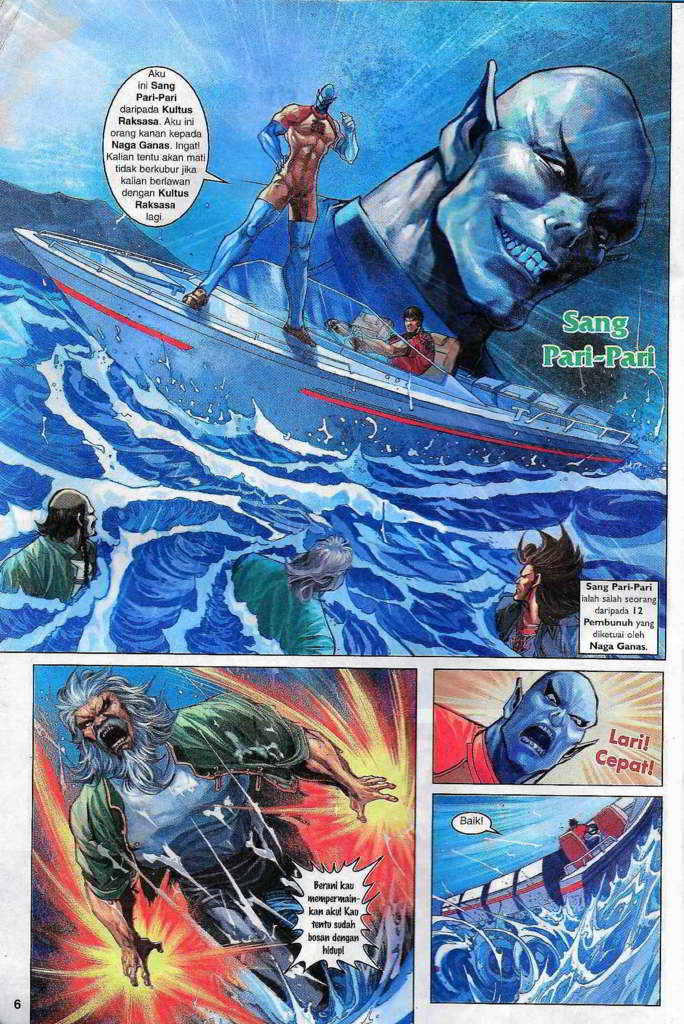 Aku
ini Sang
Pari-Pari
daripada Kultus
Raksasa. Aku ini
orang kanan kepada
Naga Ganas. Ingat!
Kalian tentu akan mati
tidak berkubur jika
kalian berlawan
dengan Kultus
Raksasa
lagi.
Sang
Pari-Pari
Sang Pari-Pari
ialah salah seorang
daripada 12
Pembunuh yang
diketuai oleh
Naga Ganas.
Berani kau
mempermain-
kan aku! Kau
tentu sudah
bosan dengan
hidup!
Lari!
Cepat!
Baik!
6